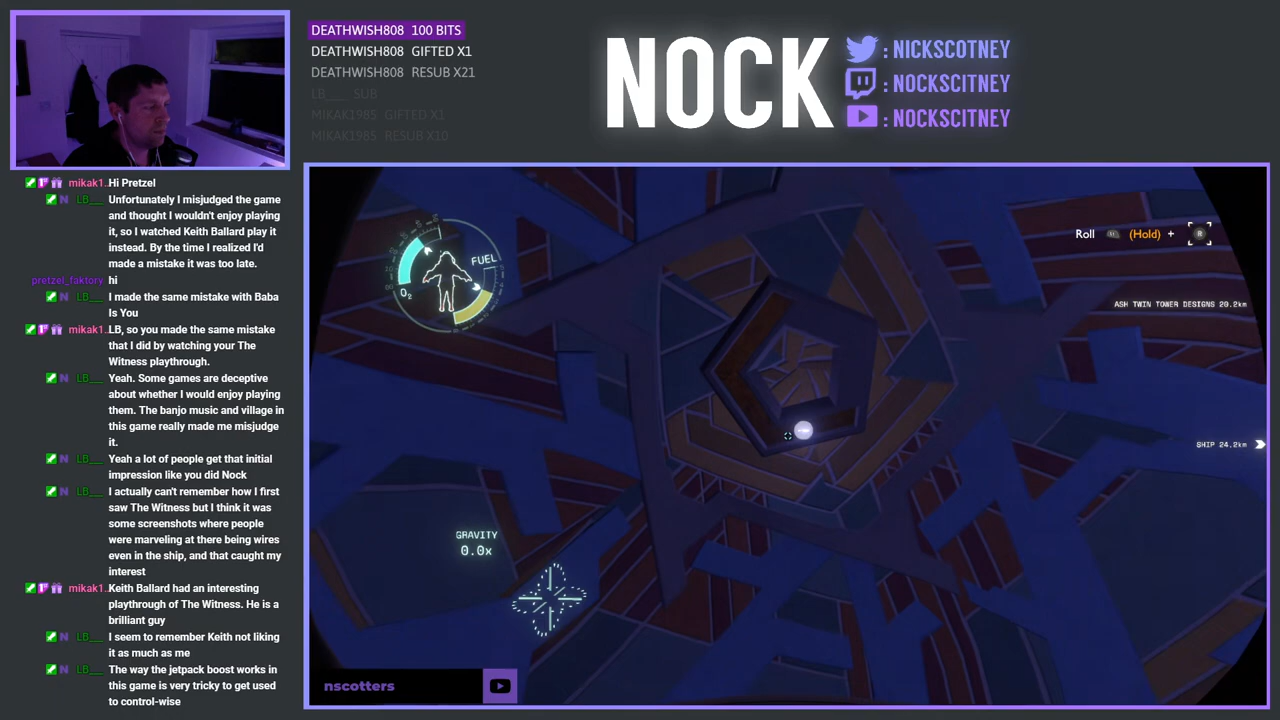 DEATHWISH808 100 BITS
DEATHWISH808 GIFTED X1
DEATHWISH808 RESUB X21
LB___ SUB
MIKAK1985 GIFTED X1
MIKAK1985 RESUB X10
NOCK
: NICKSCOTNEY
: NOCKSCITNEY
: NOCKSCITNEY
mikak1.. Hi Pretzel
LB___ Unfortunately I misjudged the game
and thought I wouldn't enjoy playing
it, so I watched Keith Ballard play it
instead. By the time I realized I'd
made a mistake it was too late.
pretzel_faktory hi
LB___ I made the same mistake with Baba
Is You
mikak1.. LB, so you made the same mistake
that I did by watching your The
Witness playthrough.
LB___ Yeah. Some games are deceptive
about whether I would enjoy playing
them. The banjo music and village in
this game really made me misjudge
it.
LB___ Yeah a lot of people get that initial
impression like you did Nock
LB___ I actually can't remember how I first
saw The Witness but I think it was
some screenshots where people
were marveling at there being wires
even in the ship, and that caught my
interest
mikak1.. Keith Ballard had an interesting
playthrough of The Witness. He is a
brilliant guy
LB___ I seem to remember Keith not liking
it as much as me
LB___ The way the jetpack boost works in
this game is very tricky to get used
to control-wise
FUEL
O₂
Roll (Hold) + R
ASH TWIN TOWER DESIGNS 20.2km
SHIP 24.2km
GRAVITY
0.0x
nscotters